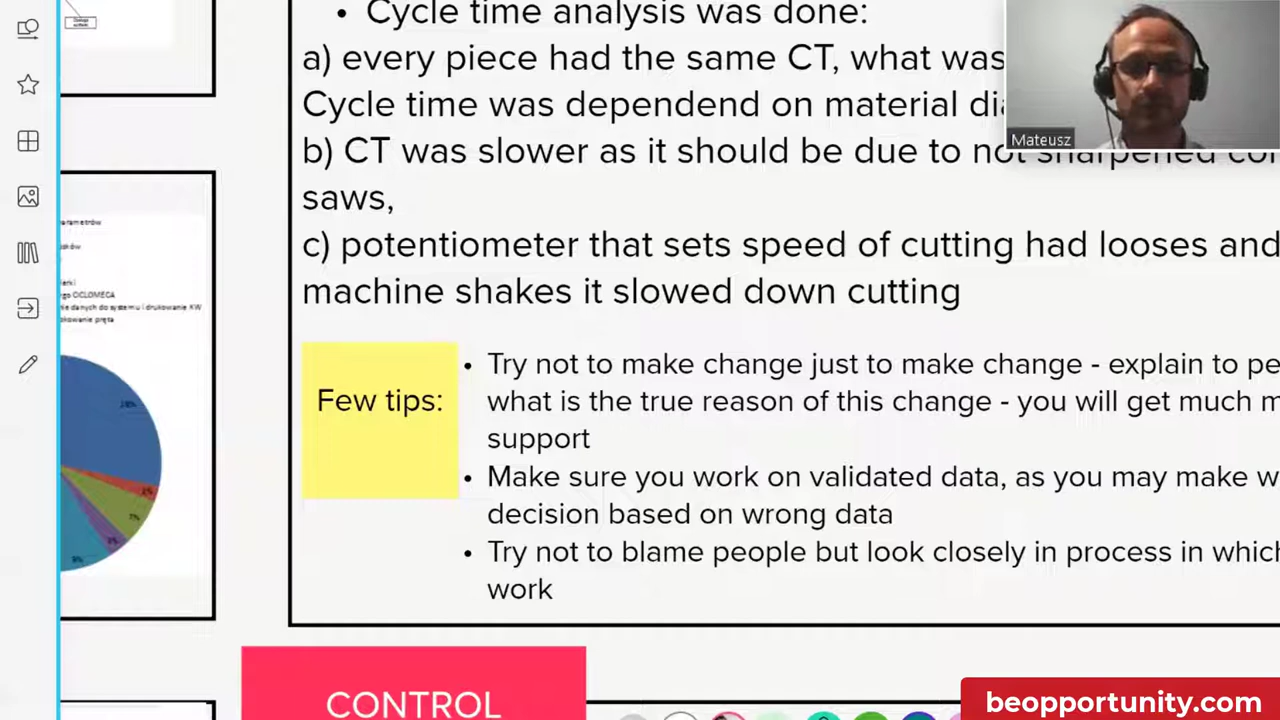 • Cycle time analysis was done:
a) every piece had the same CT, what was
Mateusz
Cycle time was dependend on material
b) CT was slower as it should be due to not sharpened
saws,
c) potentiometer that sets speed of cutting had looses and
machine shakes it slowed down cutting
Few tips:
• Try not to make change just to make change - explain to
what is the true reason of this change - you will get much
support
• Make sure you work on validated data, as you may make
decision based on wrong data
• Try not to blame people but look closely in process in which
work
CONTROL
beopportunity.com